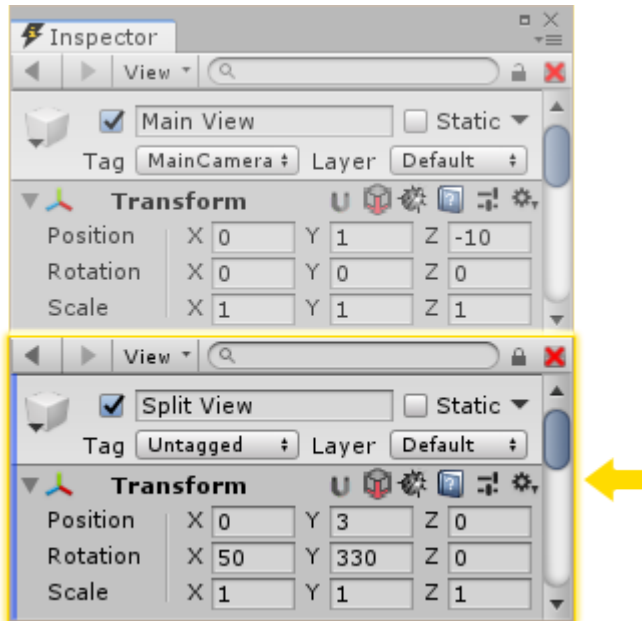 Inspector
View
Main View Static
Tag MainCamera Layer Default
Transform
Position X 0 Y 1 Z -10
Rotation X 0 Y 0 Z 0
Scale X 1 Y 1 Z 1
View
Split View Static
Tag Untagged Layer Default
Transform
Position X 0 Y 3 Z 0
Rotation X 50 Y 330 Z 0
Scale X 1 Y 1 Z 1